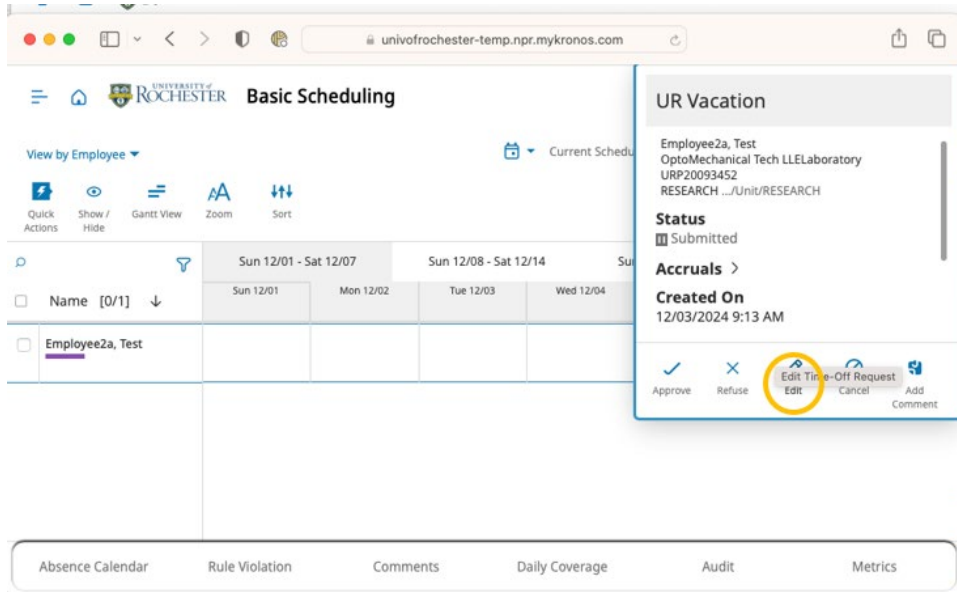 univofrochester-temp.npr.mykronos.com
UNIVERSITY of
ROCHESTER
Basic Scheduling
View by Employee
Current Schedu
Quick
Actions
Show /
Hide
Gantt View
Zoom
Sort
Sun 12/01 - Sat 12/07
Sun 12/08 - Sat 12/14
Su
Name [0/1]
Sun 12/01
Mon 12/02
Tue 12/03
Wed 12/04
Employee2a, Test
UR Vacation
Employee2a, Test
OptoMechanical Tech LLELaboratory
URP20093452
RESEARCH .../Unit/RESEARCH
Status
Submitted
Accruals >
Created On
12/03/2024 9:13 AM
Edit Time-Off Request
Approve
Refuse
Edit
Cancel
Add
Comment
Absence Calendar
Rule Violation
Comments
Daily Coverage
Audit
Metrics